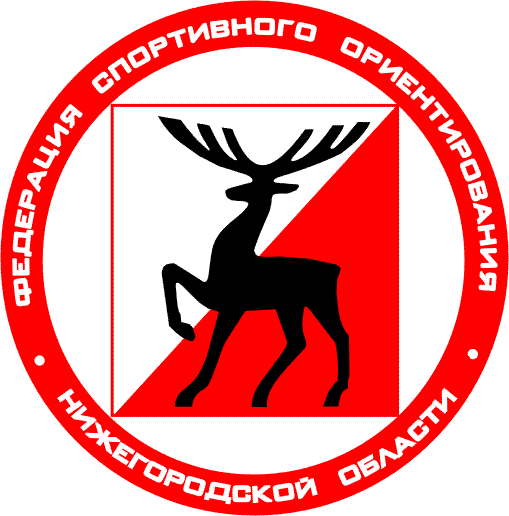 ФЕДЕРАЦИЯ СПОРТИВНОГО ОРИЕНТИРОВАНИЯ
НИЖЕГОРОДСКОЙ ОБЛАСТИ